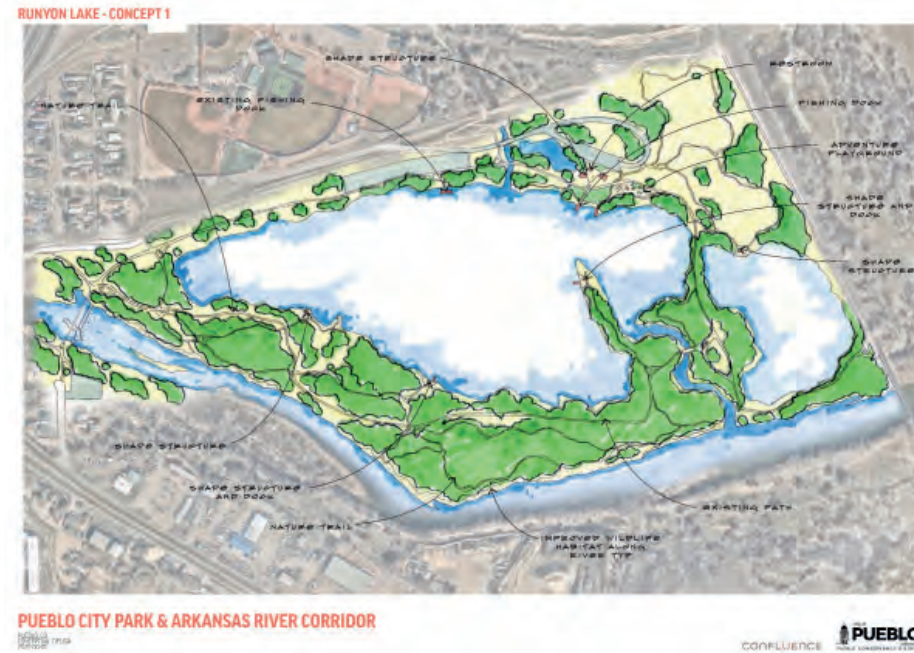 RUNYON LAKE - CONCEPT 1
SHADE STRUCTURE
RESTROOM
NATURE TRAIL
EXISTING FISHING
DOCK
FISHING DOCK
ADVENTURE
PLAYGROUND
SHADE
STRUCTURE AND
DOCK
SHADE
STRUCTURE
SHADE STRUCTURE
SHADE STRUCTURE
AND DOCK
NATURE TRAIL
IMPROVED WILDLIFE
HABITAT ALONG
RIVER TYP
EXISTING PATH
PUEBLO CITY PARK & ARKANSAS RIVER CORRIDOR
CONFLUENCE
PUEBLO